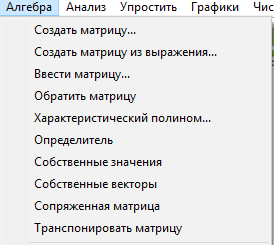 Алгебра Анализ Упростить Графики Чис
Создать матрицу...
Создать матрицу из выражения...
Ввести матрицу...
Обратить матрицу
Характеристический полином...
Определитель
Собственные значения
Собственные векторы
Сопряженная матрица
Транспонировать матрицу